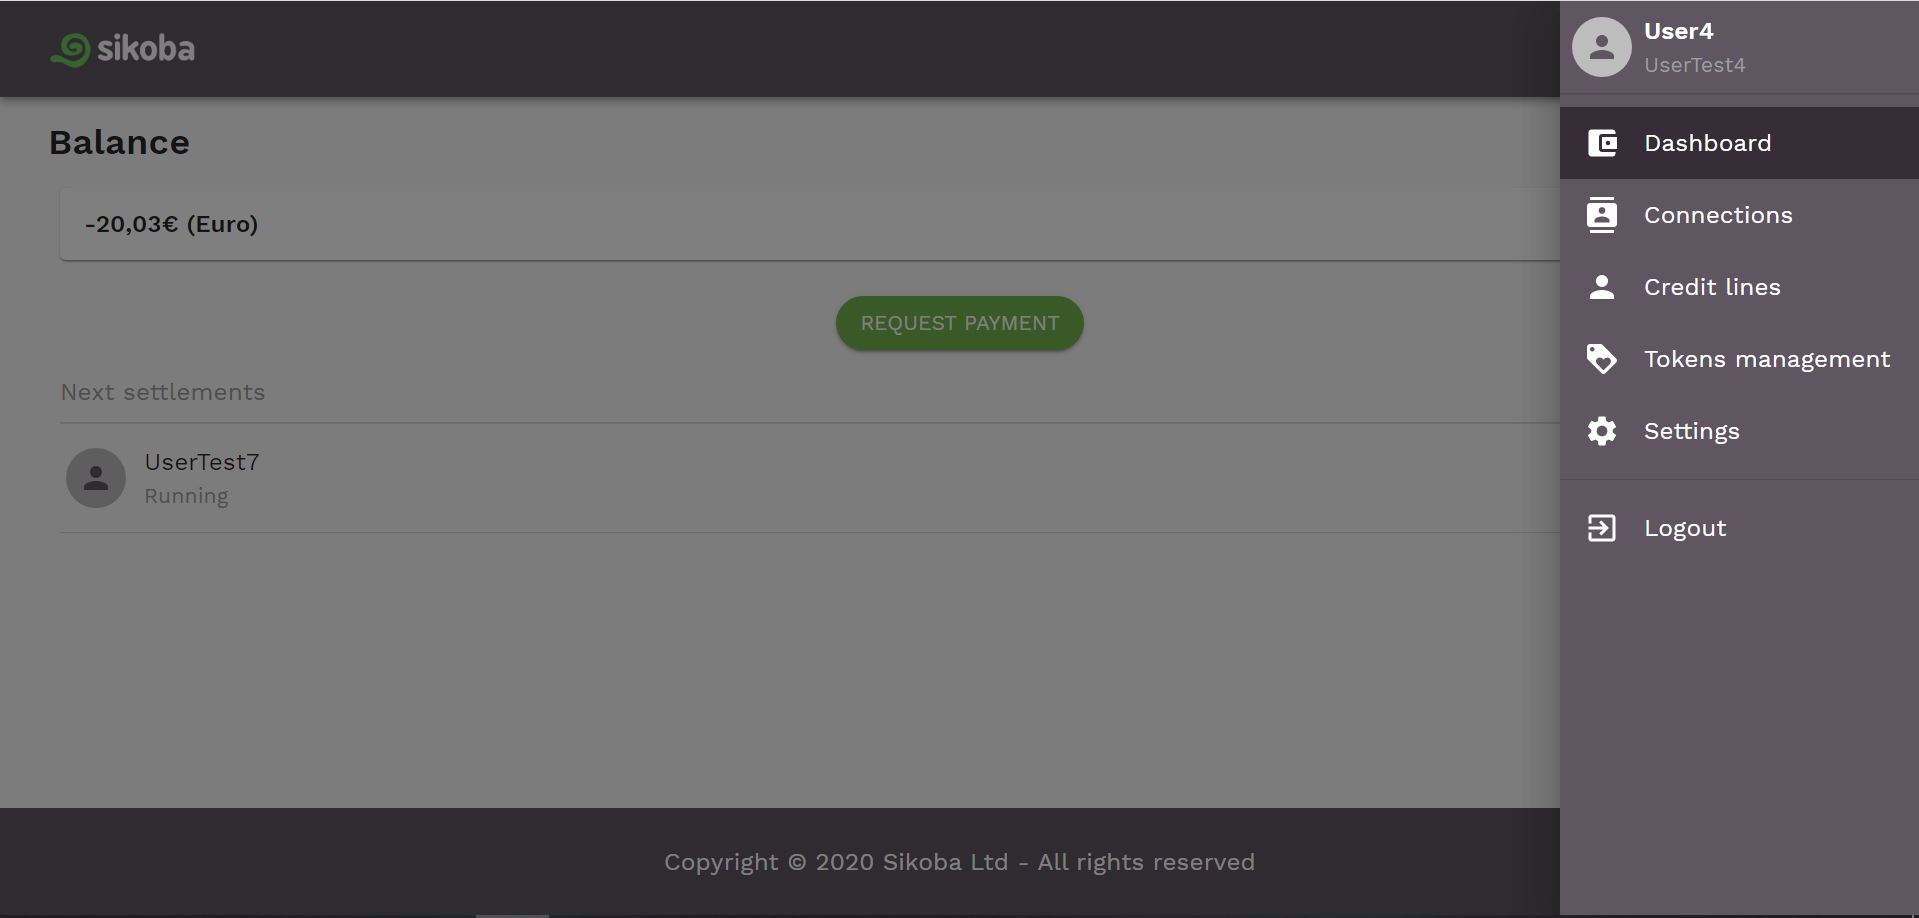 sikoba
Balance
-20,03€ (Euro)
REQUEST PAYMENT
Next settlements
UserTest7
Running
Copyright © 2020 Sikoba Ltd - All rights reserved
User4
UserTest4
Dashboard
Connections
Credit lines
Tokens management
Settings
Logout